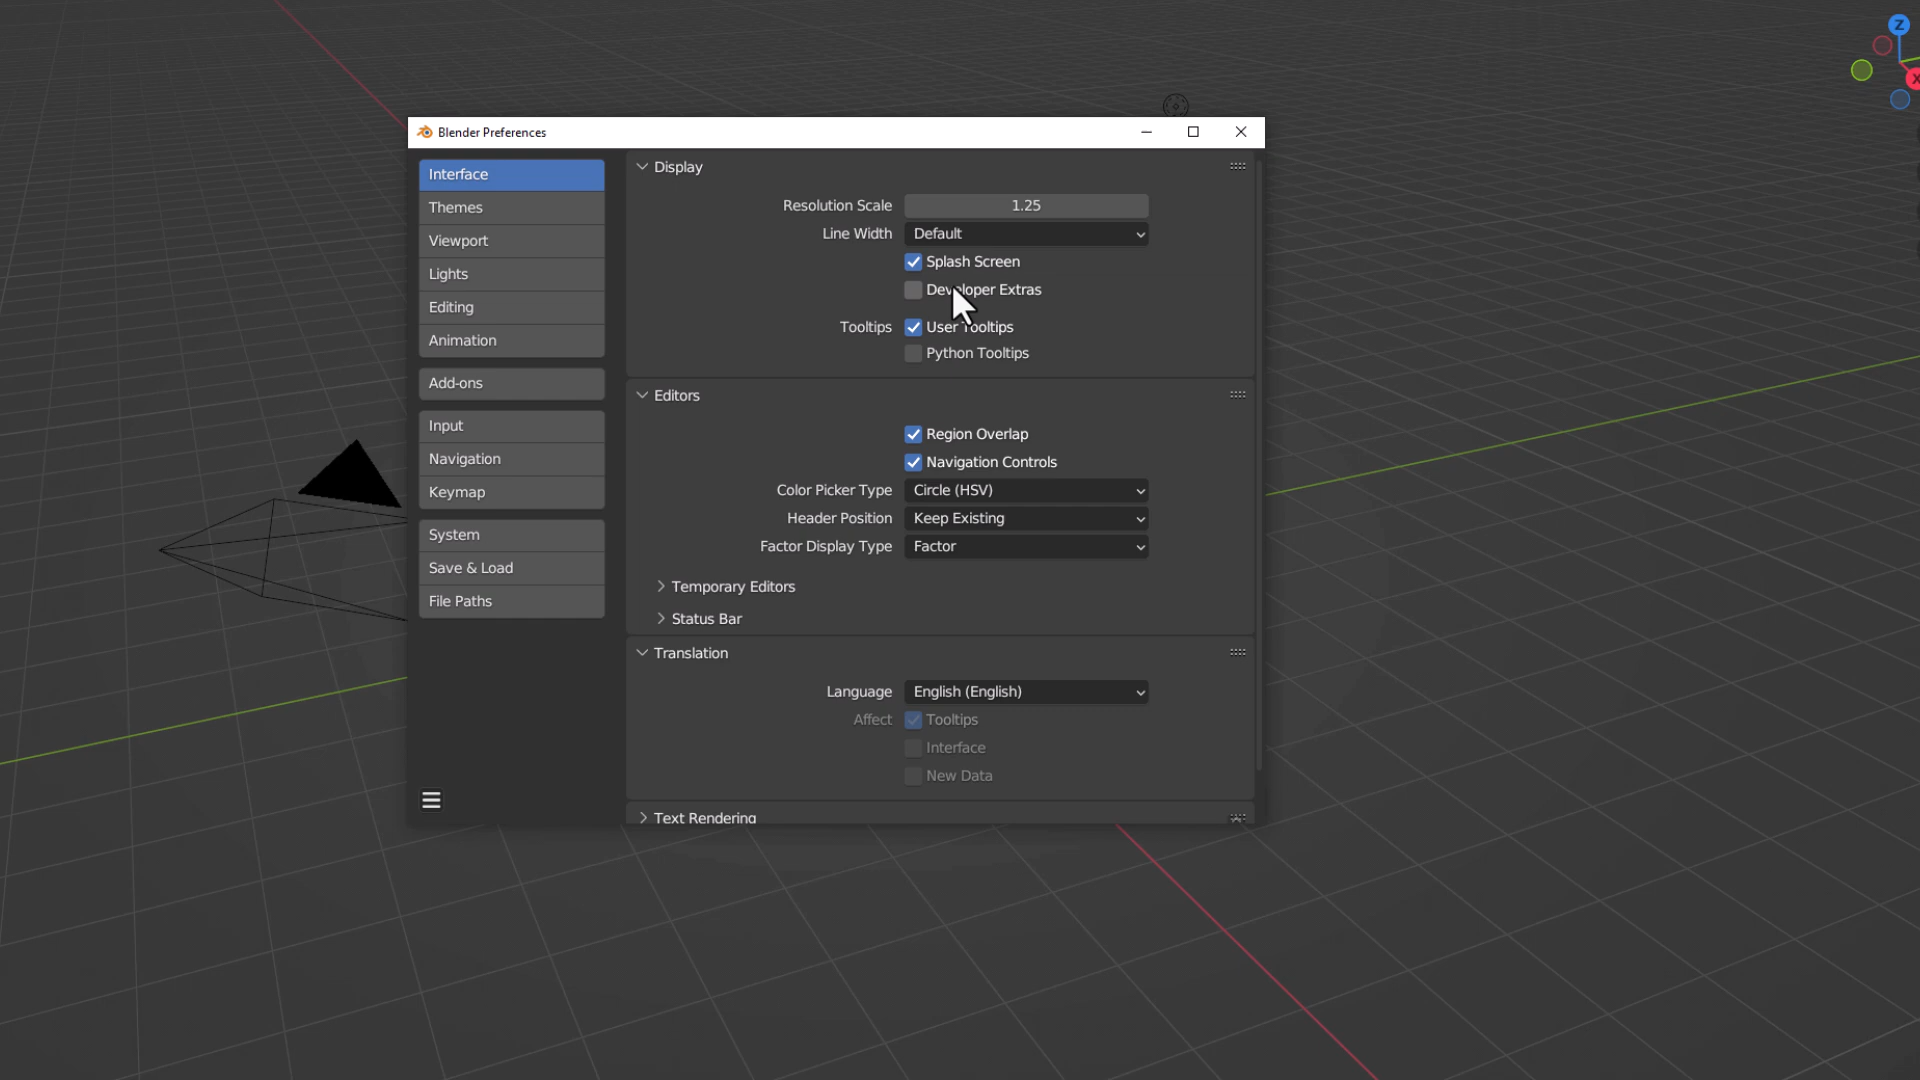 Z
X
Blender Preferences
Interface
Themes
Viewport
Lights
Editing
Animation
Add-ons
Input
Navigation
Keymap
System
Save & Load
File Paths
Display
Resolution Scale 1.25
Line Width Default
Splash Screen
Developer Extras
Tooltips User Tooltips
Python Tooltips
Editors
Region Overlap
Navigation Controls
Color Picker Type Circle (HSV)
Header Position Keep Existing
Factor Display Type Factor
Temporary Editors
Status Bar
Translation
Language English (English)
Affect Tooltips
Interface
New Data
Text Rendering